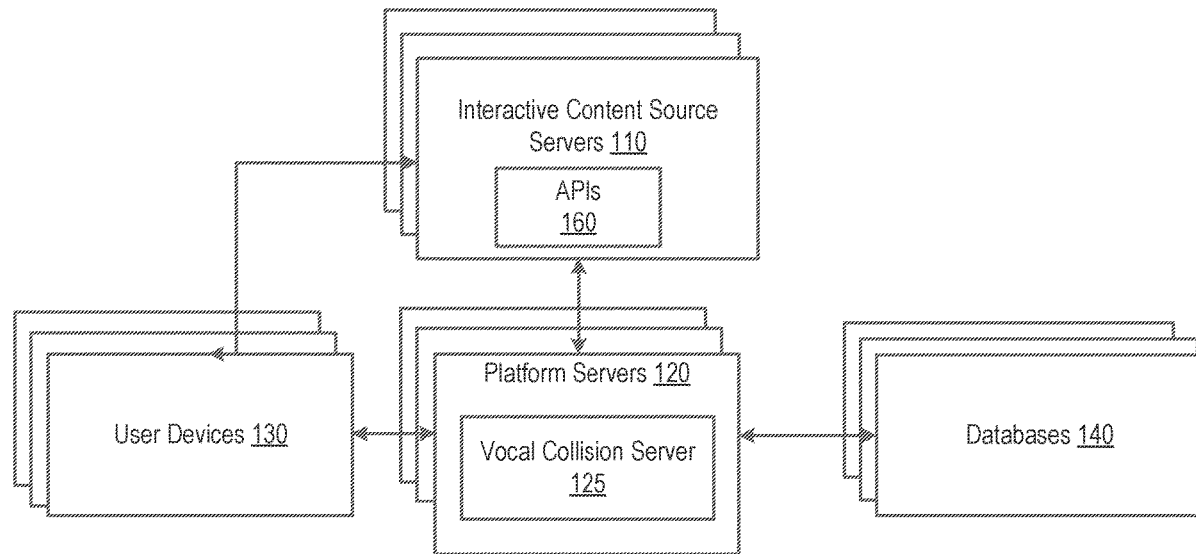 Interactive Content Source
Servers 110
APIs
160
Platform Servers 120
User Devices 130
Vocal Collision Server
125
Databases 140